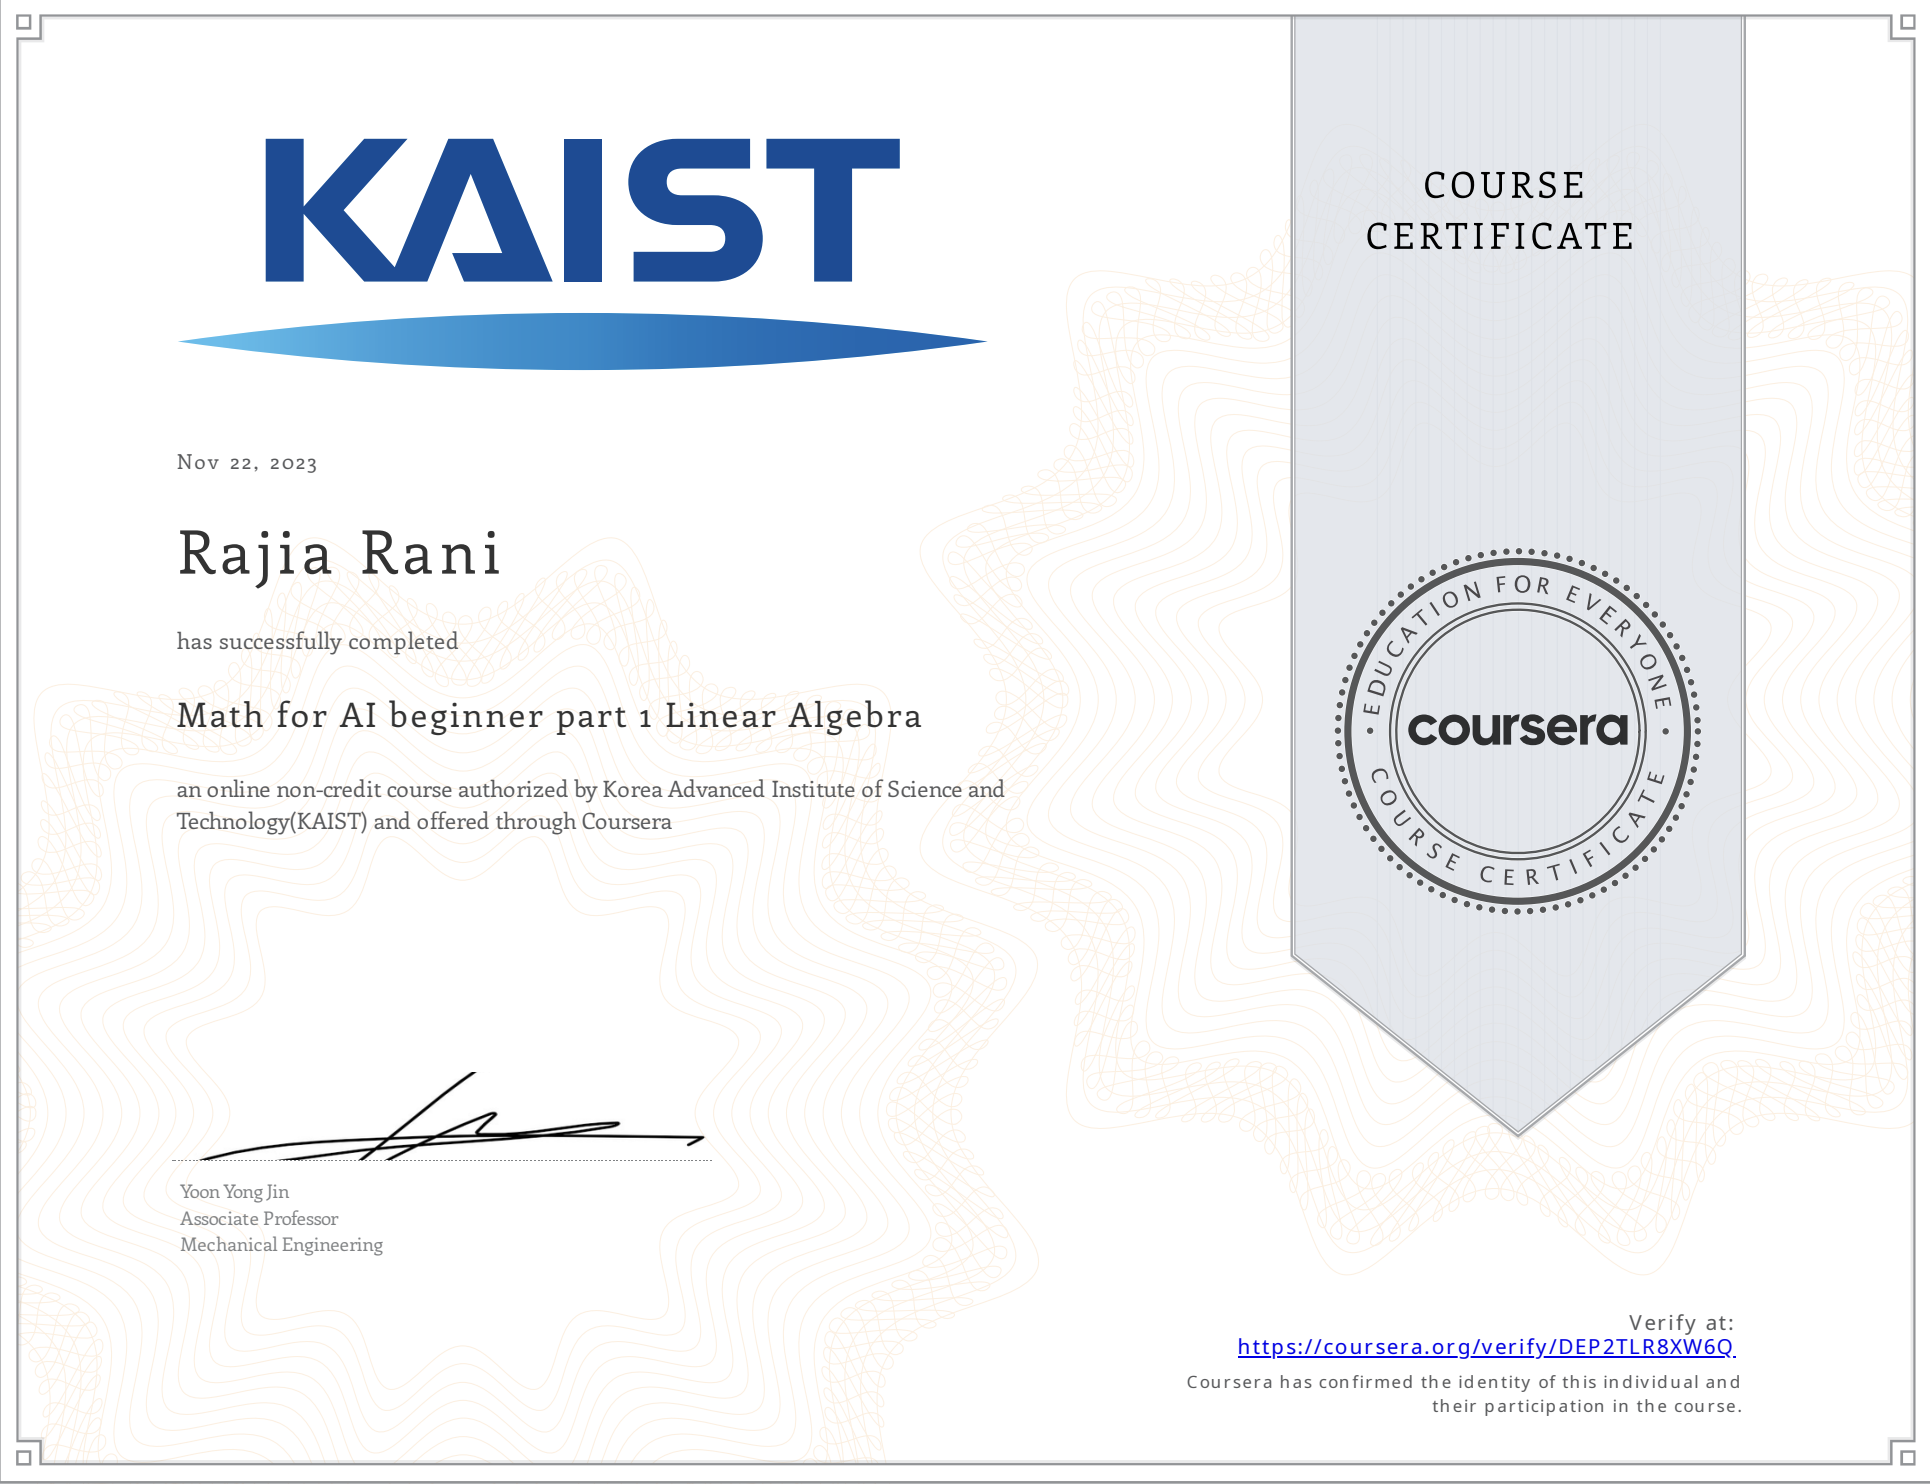 KAIST
COURSE
CERTIFICATE
Nov 22, 2023
Rajia Rani
has successfully completed
Math for AI beginner part 1 Linear Algebra
an online non-credit course authorized by Korea Advanced Institute of Science and
Technology(KAIST) and offered through Coursera
EDUCATION FOR EVERYONE
coursera
COURSE CERTIFICATE
Yoon Yong Jin
Associate Professor
Mechanical Engineering
Verify at:
https://coursera.org/verify/DEP2TLR8XW6Q
Coursera has confirmed the identity of this individual and
their participation in the course.